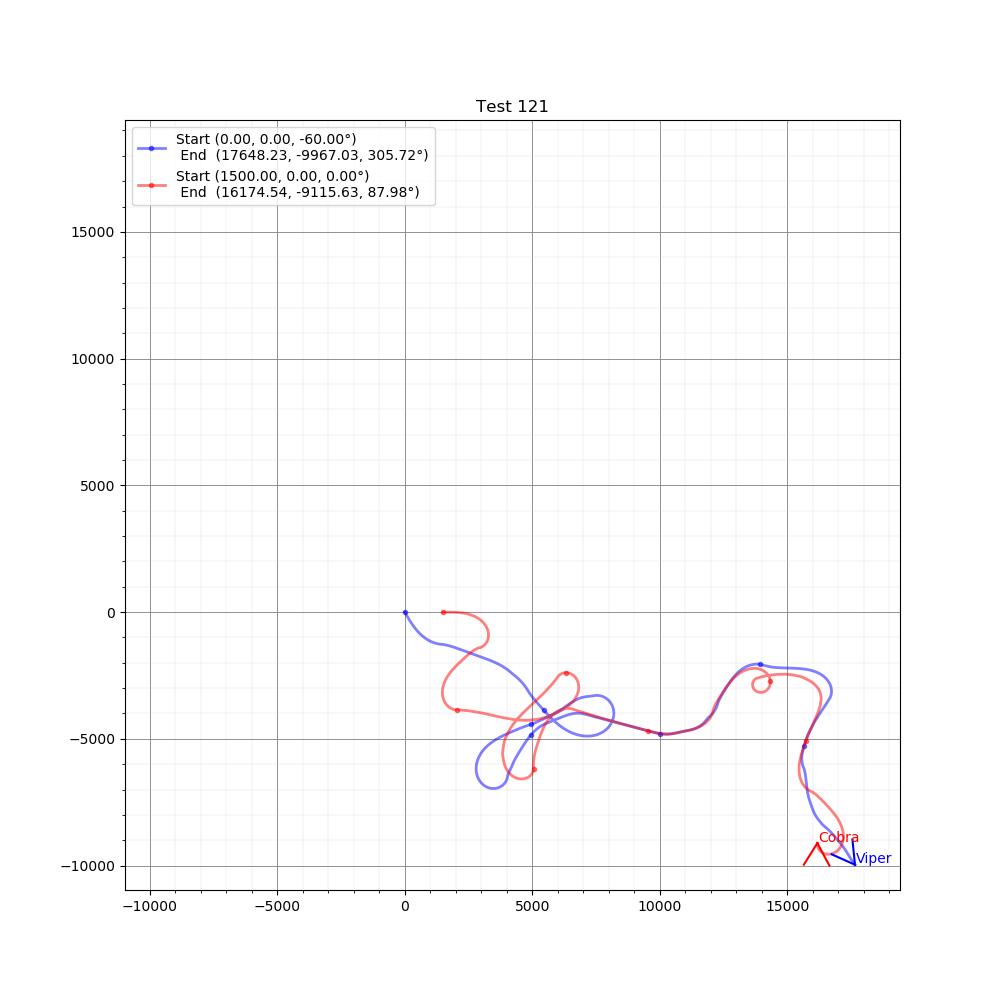 Test 121
Start (0.00, 0.00, -60.00°)
End  (17648.23, -9967.03, 305.72°)
Start (1500.00, 0.00, 0.00°)
End  (16174.54, -9115.63, 87.98°)
15000
10000
5000
0
−5000
−10000
Cobra
Viper
−10000
−5000
0
5000
10000
15000